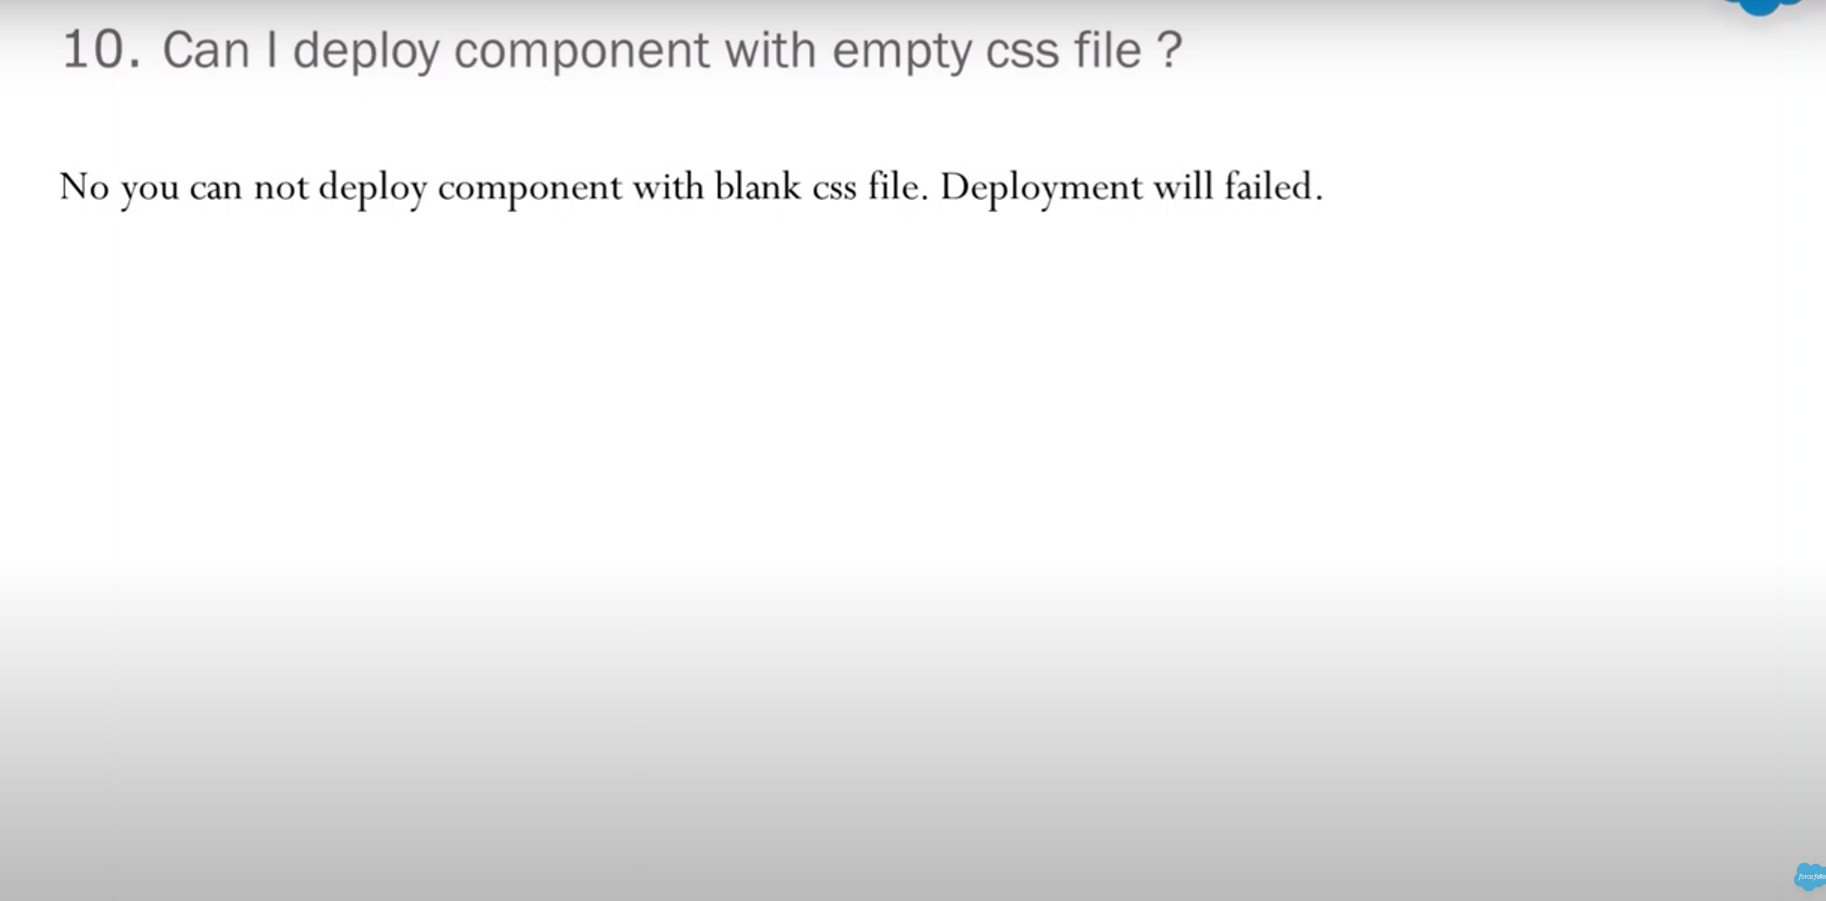 10. Can I deploy component with empty css file ?
No you can not deploy component with blank css file. Deployment will failed.